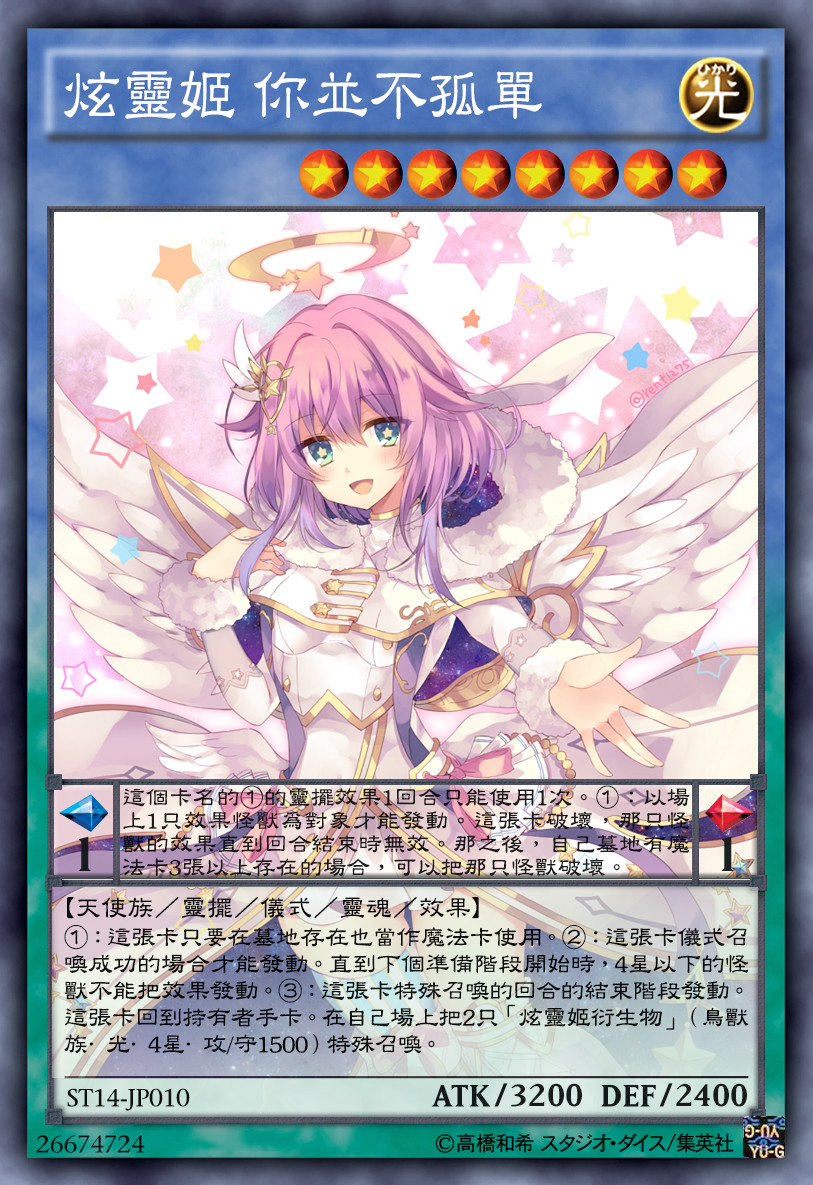 炫靈姬 你並不孤單
ひかり
光
@rento1275
這個卡名的①的靈擺效果1回合只能使用1次。①：以場
上1只效果怪獸為對象才能發動。這張卡破壞，那只怪
獸的效果直到回合結束時無效。那之後，自己墓地有魔
法卡3張以上存在的場合，可以把那只怪獸破壞。
1
1
【天使族／靈擺／儀式／靈魂／效果】
①：這張卡只要在墓地存在也當作魔法卡使用。②：這張卡儀式召
喚成功的場合才能發動。直到下個準備階段開始時，4星以下的怪
獸不能把效果發動。③：這張卡特殊召喚的回合的結束階段發動。
這張卡回到持有者手卡。在自己場上把2只「炫靈姬衍生物」（鳥獸
族· 光· 4星· 攻/守1500）特殊召喚。
ST14-JP010
ATK/3200 DEF/2400
26674724
©高橋和希 スタジオ・ダイス/集英社
YU-G
YU-G